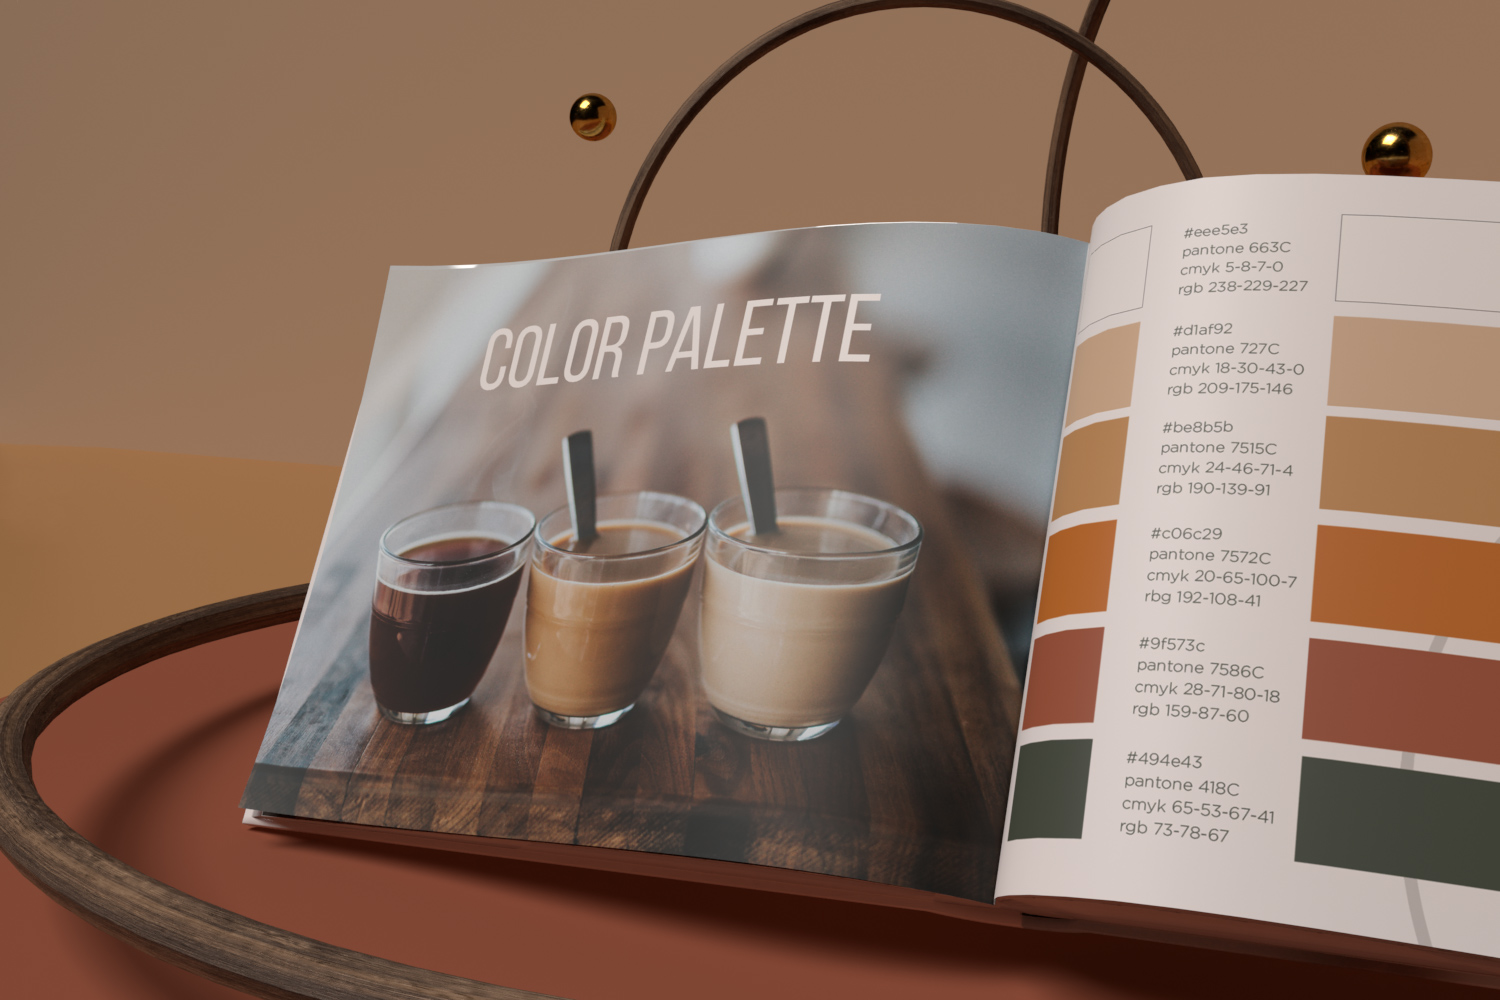 COLOR PALETTE
#eee5e3
pantone 663C
cmyk 5-8-7-0
rgb 238-229-227
#d1af92
pantone 727C
cmyk 18-30-43-0
rgb 209-175-146
#be8b5b
pantone 7515C
cmyk 24-46-71-4
rgb 190-139-91
#c06c29
pantone 7572C
cmyk 20-65-100-7
rbg 192-108-41
#9f573c
pantone 7586C
cmyk 28-71-80-18
rgb 159-87-60
#494e43
pantone 418C
cmyk 65-53-67-41
rgb 73-78-67